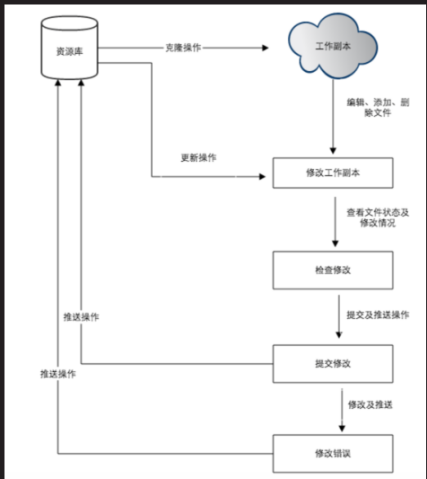 资源库
克隆操作
工作副本
编辑、添加、删
除文件
更新操作
修改工作副本
查看文件状态及
修改情况
检查修改
提交及推送操作
推送操作
提交修改
推送操作
修改及推送
修改错误